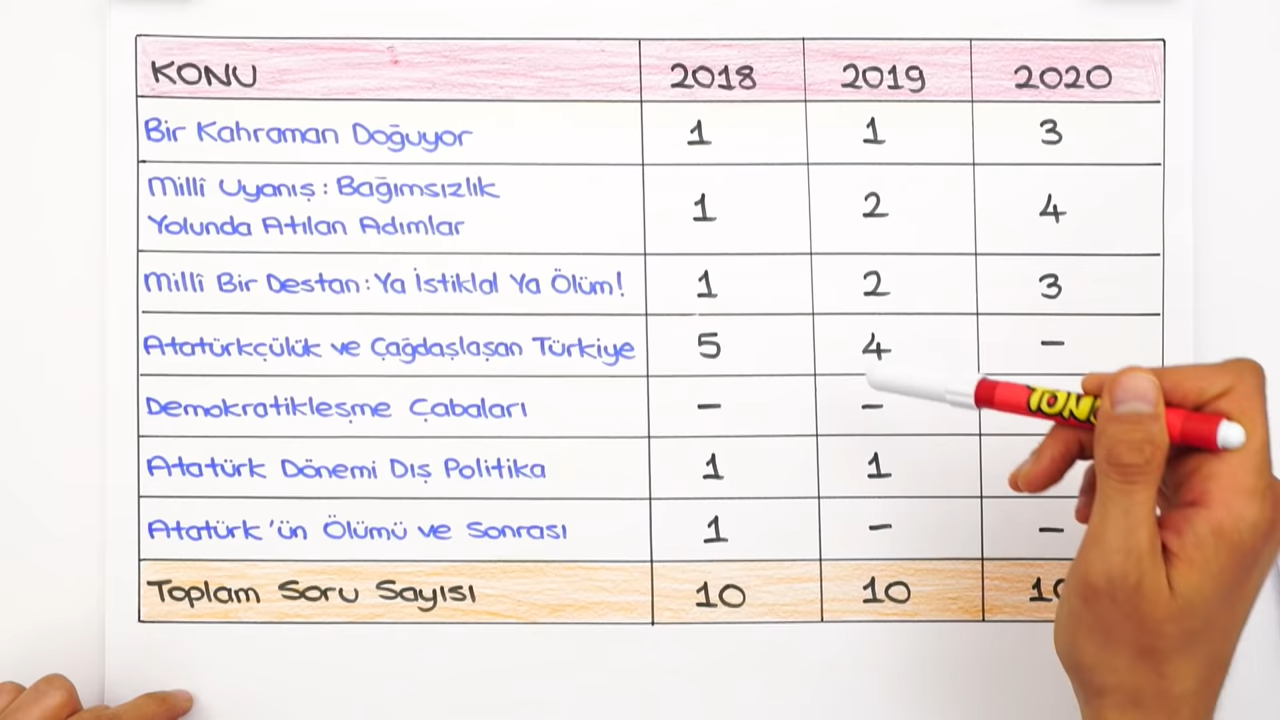 KONU 2018 2019 2020
Bir Kahraman Doğuyor 1 1 3
Millî Uyanış: Bağımsızlık
Yolunda Atılan Adımlar 1 2 4
Millî Bir Destan: Ya İstiklal Ya Ölüm! 1 2 3
Atatürkçülük ve Çağdaşlaşan Türkiye 5 4 –
Demokratikleşme Çabaları – –
Atatürk Dönemi Dış Politika 1 1
Atatürk'ün Ölümü ve Sonrası 1 – –
Toplam Soru Sayısı 10 10